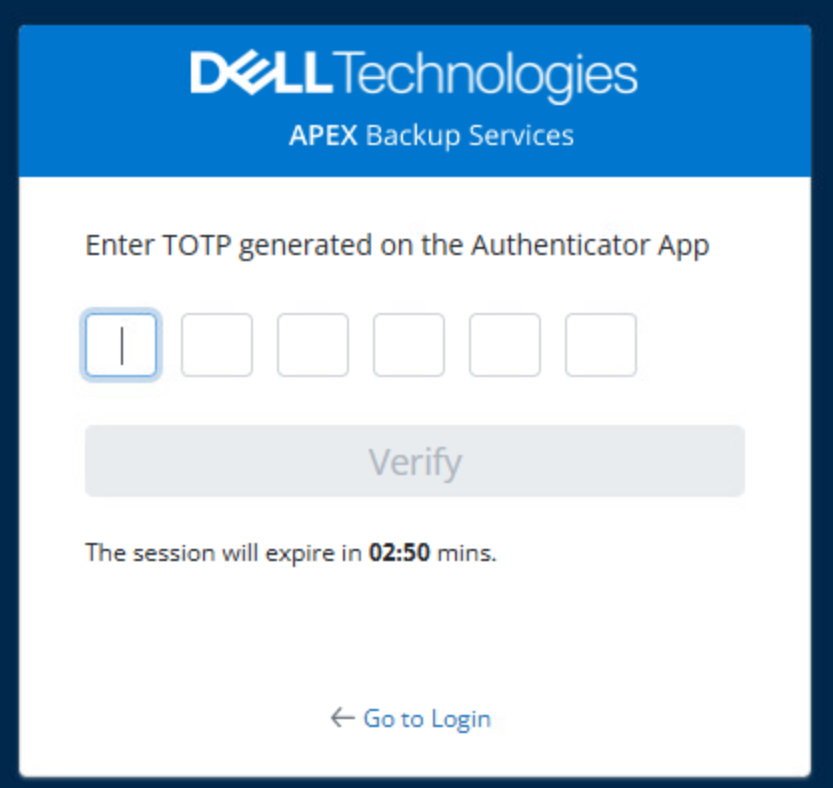 DELLTechnologies
APEX Backup Services
Enter TOTP generated on the Authenticator App
Verify
The session will expire in 02:50 mins.
← Go to Login